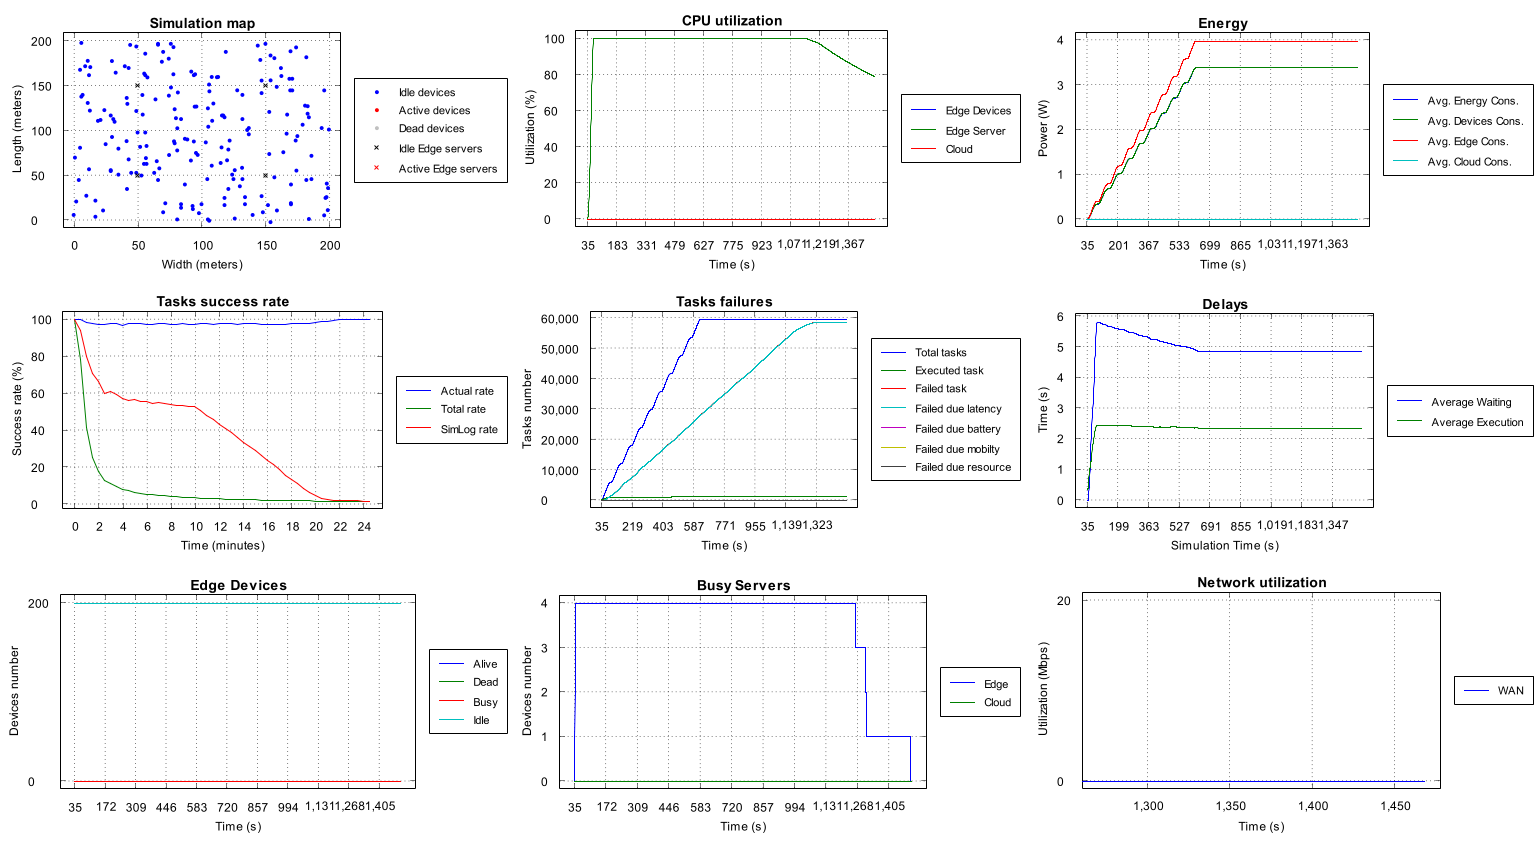 Simulation map
Length (meters)
200
150
100
50
0
0 50 100 150 200
Width (meters)
Idle devices
Active devices
Dead devices
Idle Edge servers
Active Edge servers
CPU utilization
Utilization (%)
100
80
60
40
20
0
35 183 331 479 627 775 923 1,071 1,219 1,367
Time (s)
Edge Devices
Edge Server
Cloud
Energy
Power (W)
4
3
2
1
0
35 201 367 533 699 865 1,031 1,197 1,363
Time (s)
Avg. Energy Cons.
Avg. Devices Cons.
Avg. Edge Cons.
Avg. Cloud Cons.
Tasks success rate
Success rate (%)
100
80
60
40
20
0
0 2 4 6 8 10 12 14 16 18 20 22 24
Time (minutes)
Actual rate
Total rate
SimLog rate
Tasks failures
Tasks number
60,000
50,000
40,000
30,000
20,000
10,000
0
35 219 403 587 771 955 1,139 1,323
Time (s)
Total tasks
Executed task
Failed task
Failed due latency
Failed due battery
Failed due mobilty
Failed due resource
Delays
Time (s)
6
5
4
3
2
1
0
35 199 363 527 691 855 1,019 1,183 1,347
Simulation Time (s)
Average Waiting
Average Execution
Edge Devices
Devices number
200
0
35 172 309 446 583 720 857 994 1,131 1,268 1,405
Time (s)
Alive
Dead
Busy
Idle
Busy Servers
Devices number
4
3
2
1
0
35 172 309 446 583 720 857 994 1,131 1,268 1,405
Time (s)
Edge
Cloud
Network utilization
Utilization (Mbps)
20
0
1,300 1,350 1,400 1,450
Time (s)
WAN